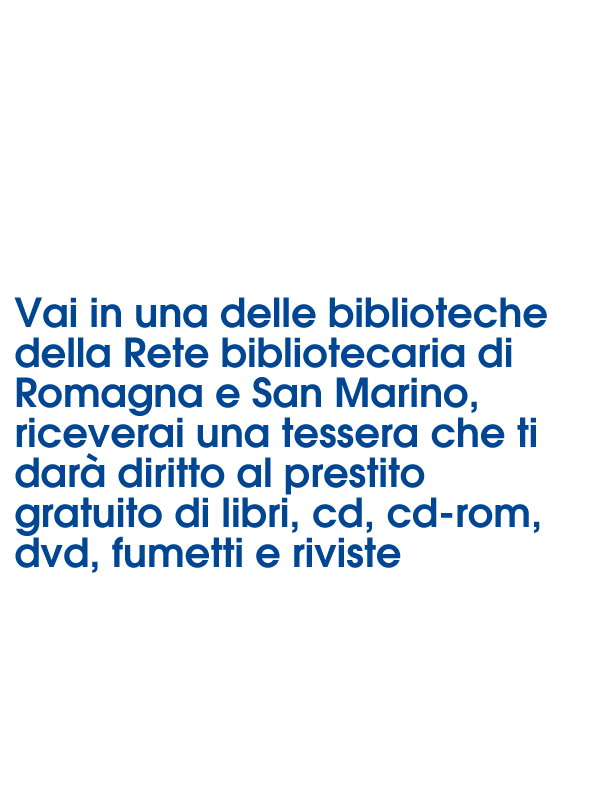 Vai in una delle biblioteche
della Rete bibliotecaria di
Romagna e San Marino,
riceverai una tessera che ti
darà diritto al prestito
gratuito di libri, cd, cd-rom,
dvd, fumetti e riviste